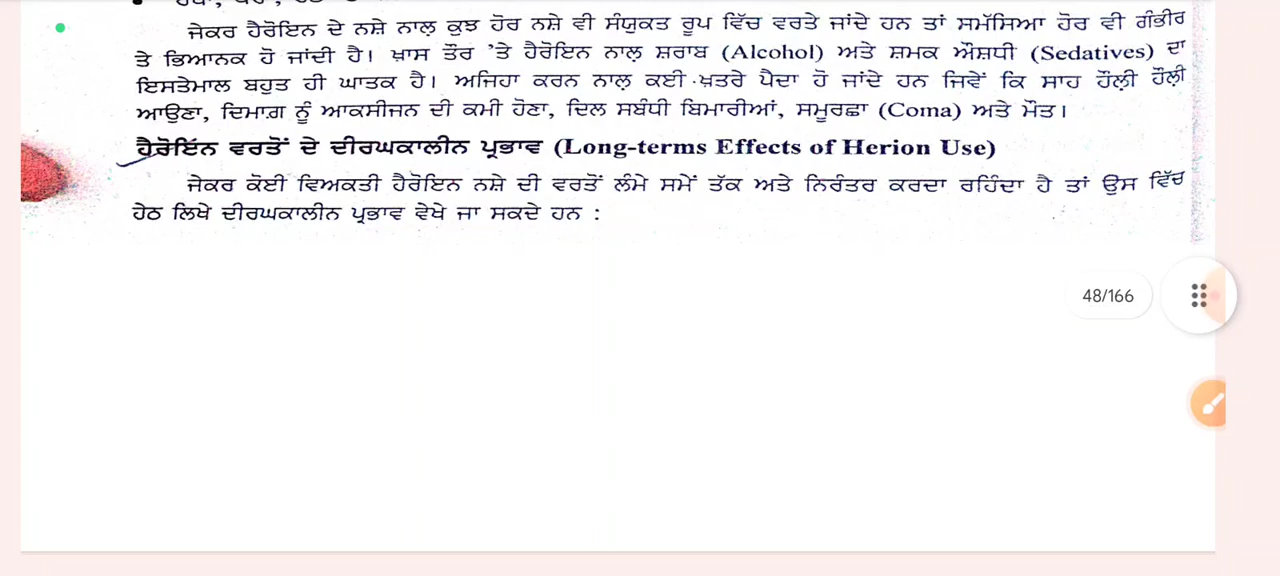 ਜੇਕਰ ਹੈਰੋਇਨ ਦੇ ਨਸ਼ੇ ਨਾਲ਼ ਕੁਝ ਹੋਰ ਨਸ਼ੇ ਵੀ ਸੰਯੁਕਤ ਰੂਪ ਵਿੱਚ ਵਰਤੇ ਜਾਂਦੇ ਹਨ ਤਾਂ ਸਮੱਸਿਆ ਹੋਰ ਵੀ ਗੰਭੀਰ
ਤੇ ਭਿਆਨਕ ਹੋ ਜਾਂਦੀ ਹੈ। ਖ਼ਾਸ ਤੌਰ ’ਤੇ ਹੈਰੋਇਨ ਨਾਲ਼ ਸ਼ਰਾਬ (Alcohol) ਅਤੇ ਸ਼ਮਕ ਔਸ਼ਧੀ (Sedatives) ਦਾ
ਇਸਤੇਮਾਲ ਬਹੁਤ ਹੀ ਘਾਤਕ ਹੈ। ਅਜਿਹਾ ਕਰਨ ਨਾਲ਼ ਕਈ ਖ਼ਤਰੇ ਪੈਦਾ ਹੋ ਜਾਂਦੇ ਹਨ ਜਿਵੇਂ ਕਿ ਸਾਹ ਹੌਲ਼ੀ ਹੌਲ਼ੀ
ਆਉਣਾ, ਦਿਮਾਗ਼ ਨੂੰ ਆਕਸੀਜਨ ਦੀ ਕਮੀ ਹੋਣਾ, ਦਿਲ ਸਬੰਧੀ ਬਿਮਾਰੀਆਂ, ਸਮੂਰਛਾ (Coma) ਅਤੇ ਮੌਤ।
ਹੈਰੋਇੱਨ ਵਰਤੋਂ ਦੇ ਦੀਰਘਕਾਲੀਨ ਪ੍ਰਭਾਵ (Long-terms Effects of Herion Use)
ਜੇਕਰ ਕੋਈ ਵਿਅਕਤੀ ਹੈਰੋਇਨ ਨਸ਼ੇ ਦੀ ਵਰਤੋਂ ਲੰਮੇ ਸਮੇਂ ਤੱਕ ਅਤੇ ਨਿਰੰਤਰ ਕਰਦਾ ਰਹਿੰਦਾ ਹੈ ਤਾਂ ਉਸ ਵਿੱਚ
ਹੇਠ ਲਿਖੇ ਦੀਰਘਕਾਲੀਨ ਪ੍ਰਭਾਵ ਵੇਖੇ ਜਾ ਸਕਦੇ ਹਨ :
48/166